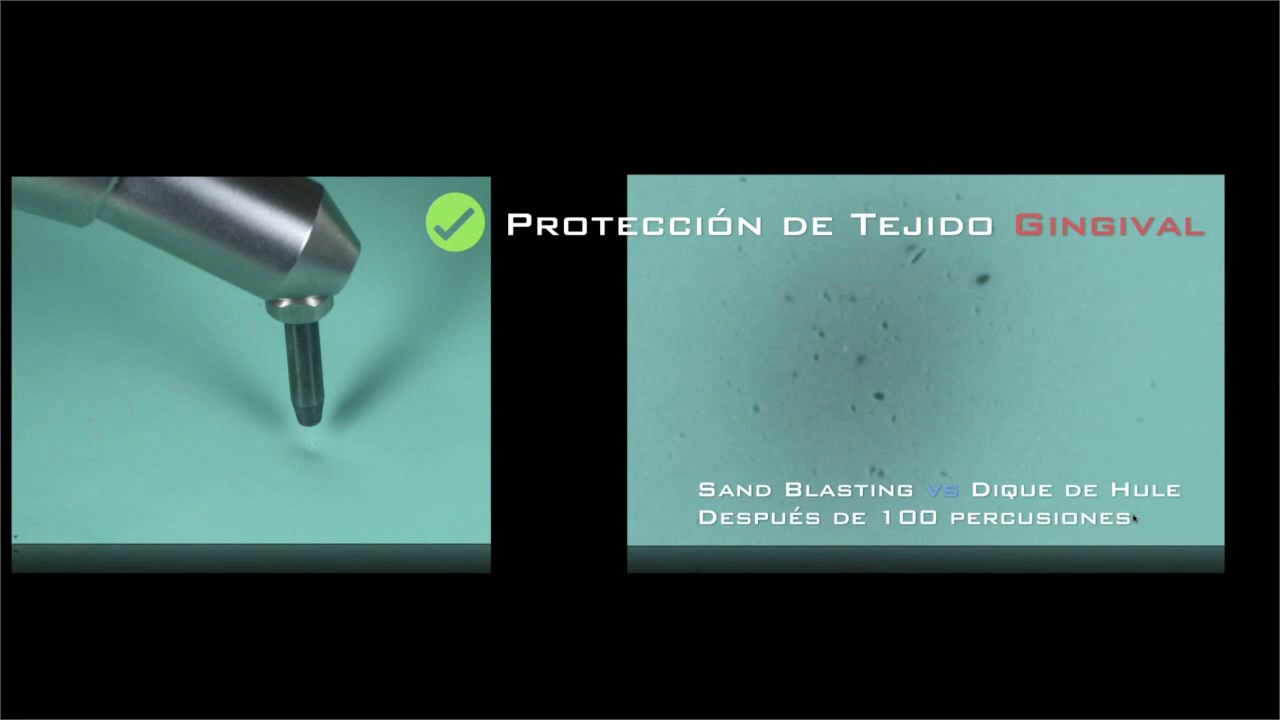 Protección de Tejido Gingival
Sand Blasting vs Dique de Hule
Después de 100 percusiones